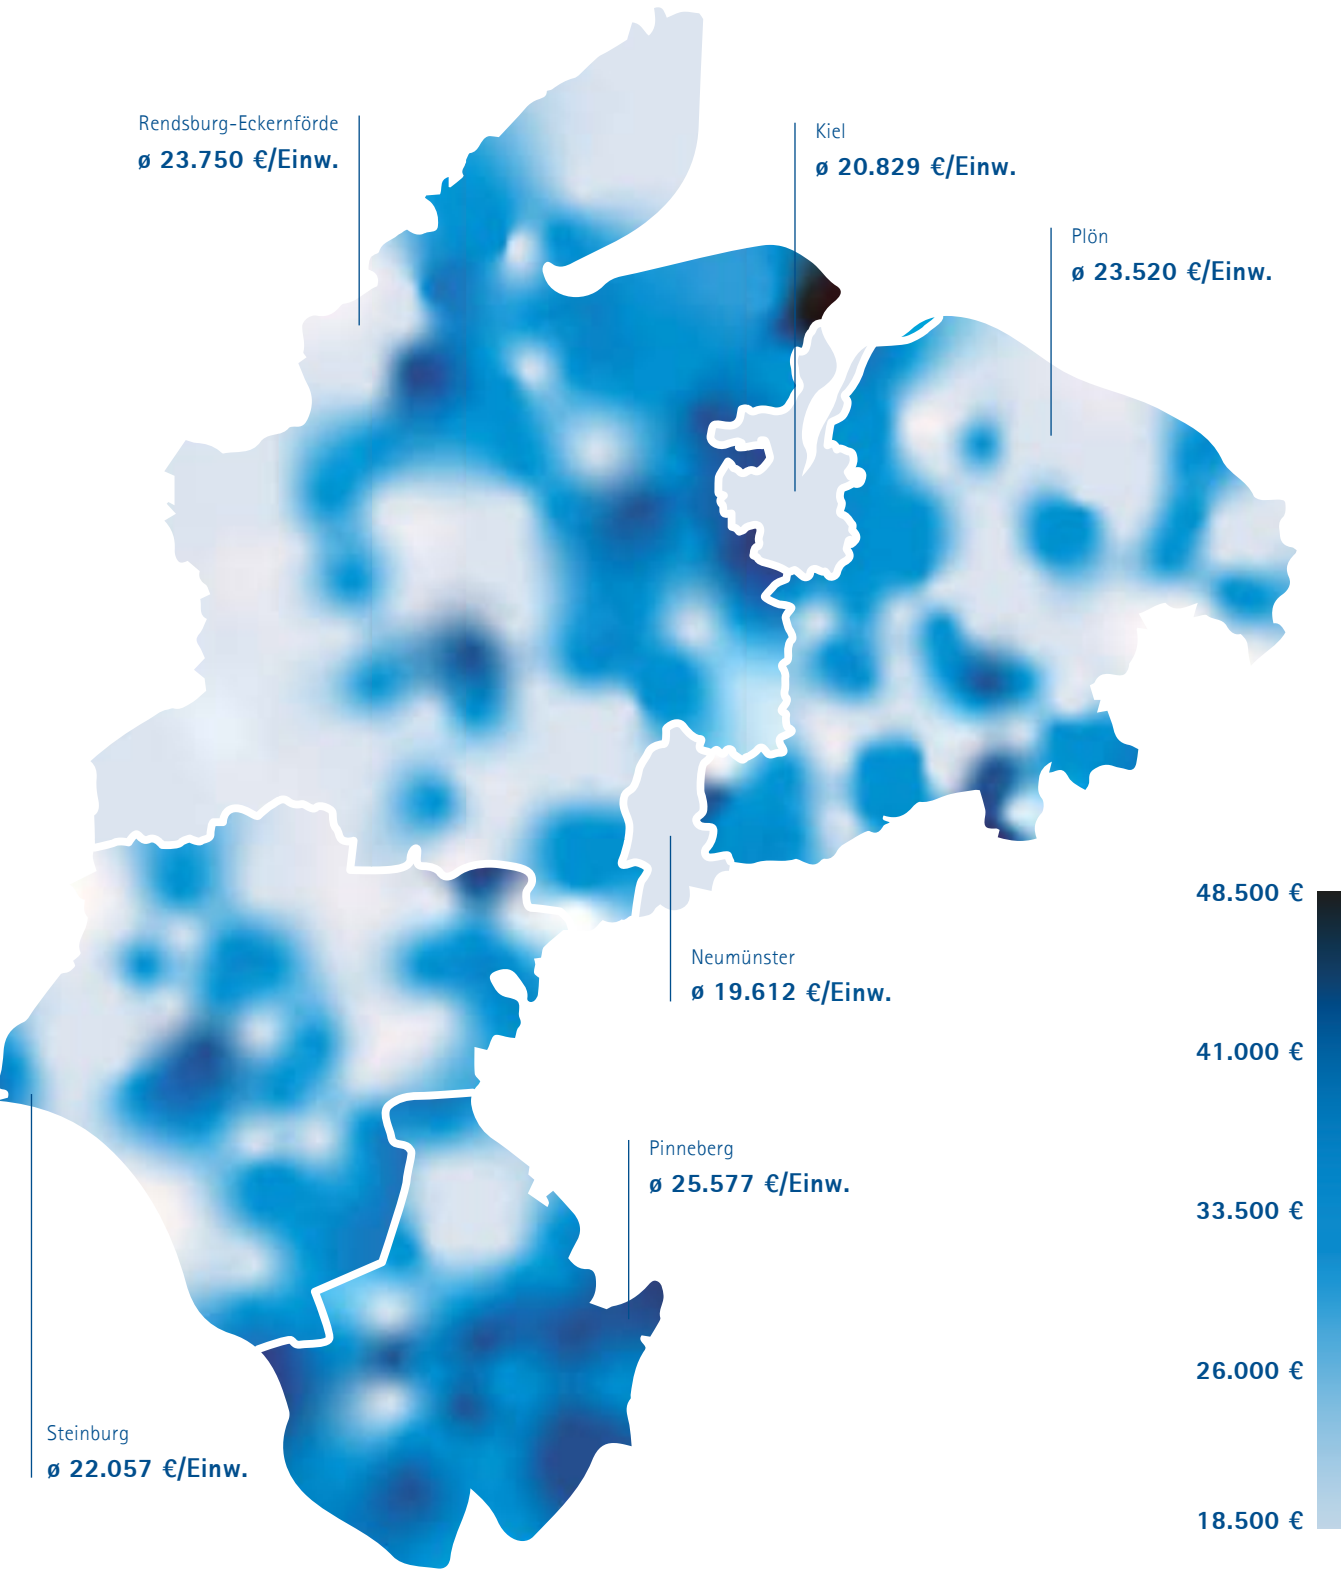 Rendsburg-Eckernförde
ø 23.750 €/Einw.
Kiel
ø 20.829 €/Einw.
Plön
ø 23.520 €/Einw.
48.500 €
Neumünster
ø 19.612 €/Einw.
41.000 €
Pinneberg
ø 25.577 €/Einw.
33.500 €
26.000 €
Steinburg
ø 22.057 €/Einw.
18.500 €